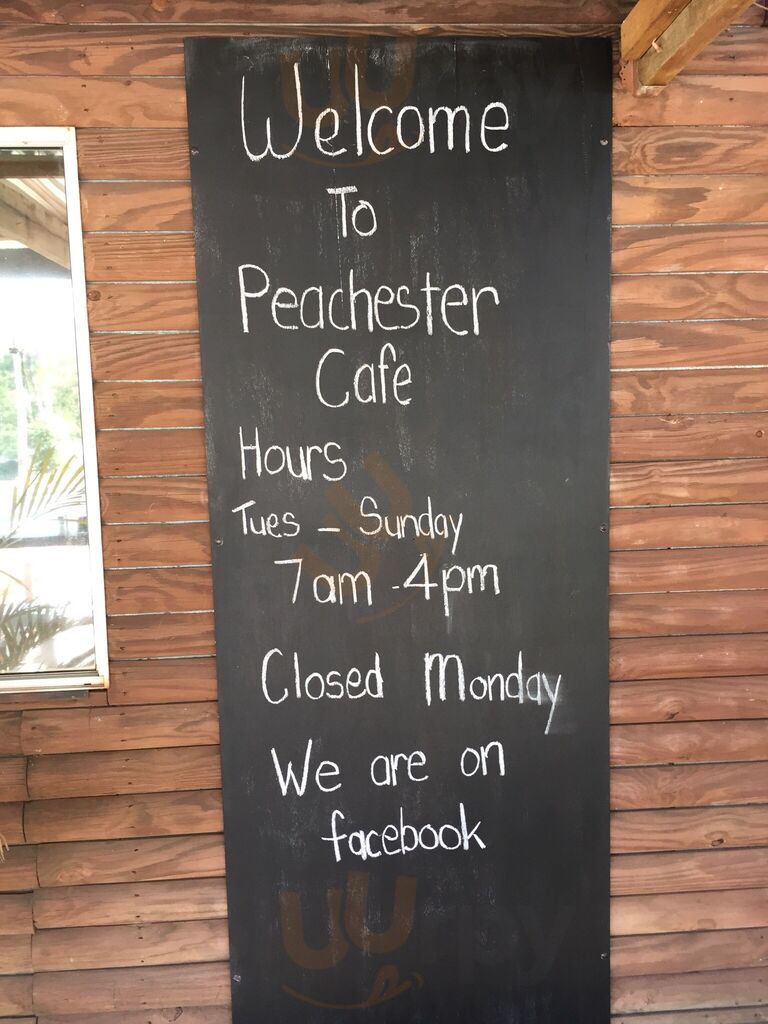 Welcome
To
Peachester
Cafe
Hours
Tues - Sunday
7am - 4pm
Closed Monday
We are on
facebook